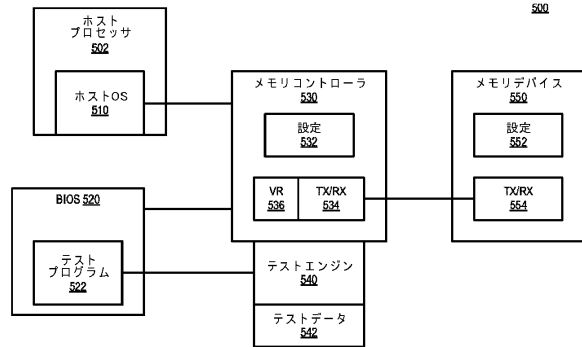 500
ホスト
プロセッサ
502
ホストOS
510
メモリコントローラ
530
設定
532
VR
536
TX/RX
534
メモリデバイス
550
設定
552
TX/RX
554
BIOS 520
テスト
プログラム
522
テストエンジン
540
テストデータ
542